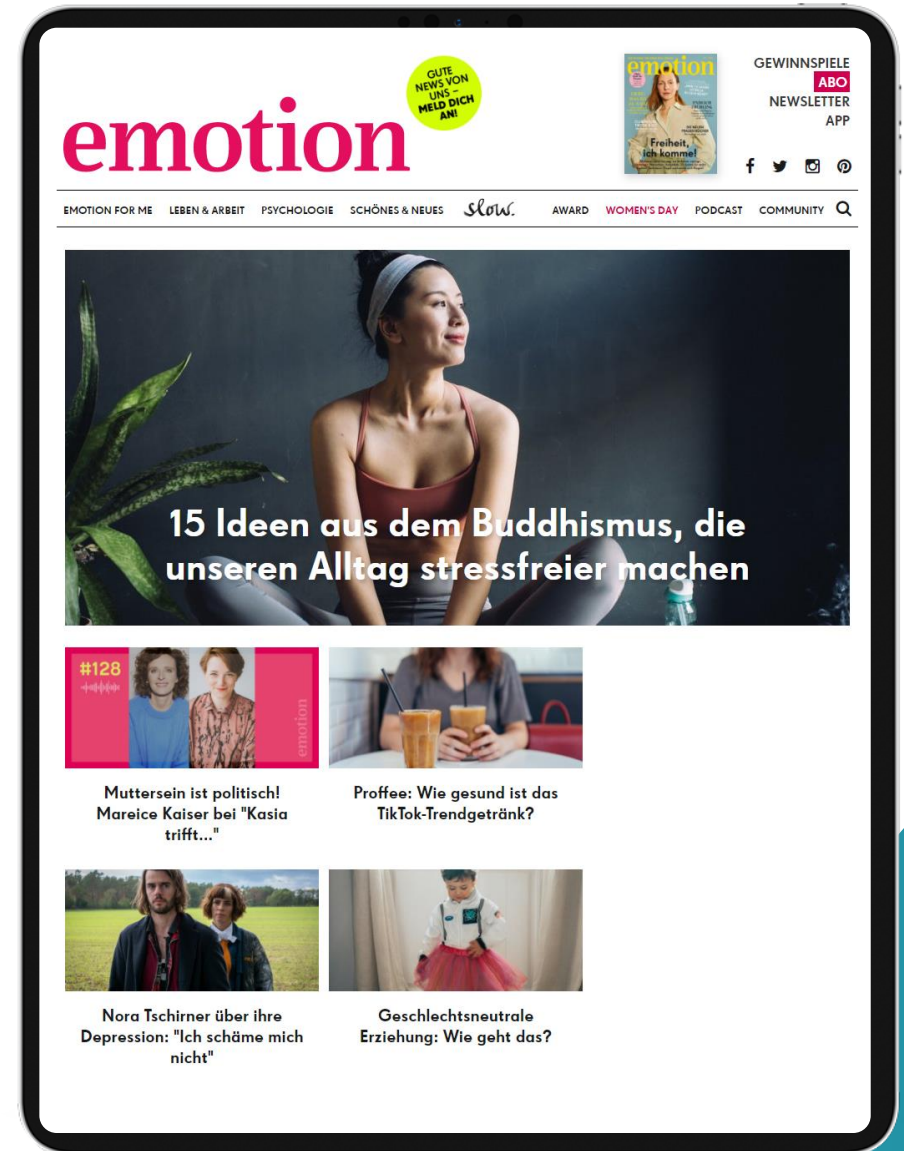 emotion
GUTE
NEWS VON
UNS –
MELD DICH
AN!
emotion
Freiheit,
ich komme!
GEWINNSPIELE
ABO
NEWSLETTER
APP
EMOTION FOR ME LEBEN & ARBEIT PSYCHOLOGIE SCHÖNES & NEUES slow. AWARD WOMEN'S DAY PODCAST COMMUNITY
15 Ideen aus dem Buddhismus, die
unseren Alltag stressfreier machen
#128
emotion
Muttersein ist politisch!
Mareice Kaiser bei "Kasia
trifft..."
Proffee: Wie gesund ist das
TikTok-Trendgetränk?
Nora Tschirner über ihre
Depression: "Ich schäme mich
nicht"
Geschlechtsneutrale
Erziehung: Wie geht das?